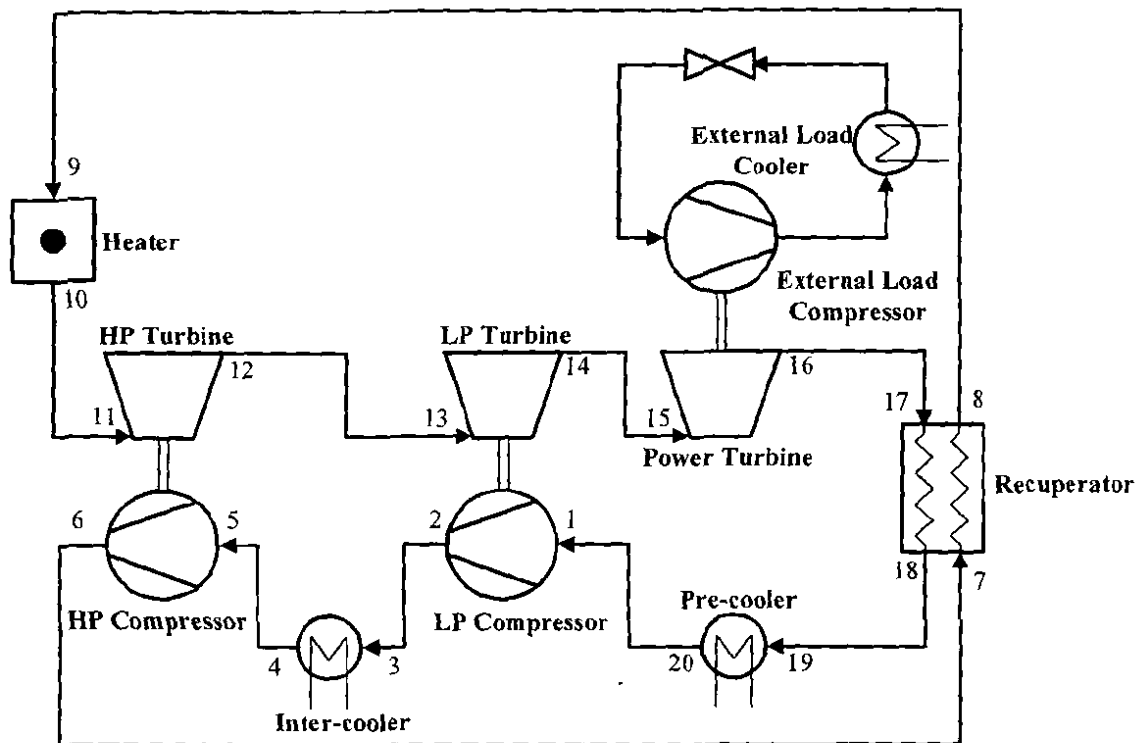 External Load
Cooler
9
Heater
10
External Load
Compressor
HP Turbine
LP Turbine
12
14
16
11
13
15
17
8
Power Turbine
Recuperator
6
5
2
1
18
7
HP Compressor
LP Compressor
Pre-cooler
4
3
20
19
Inter-cooler